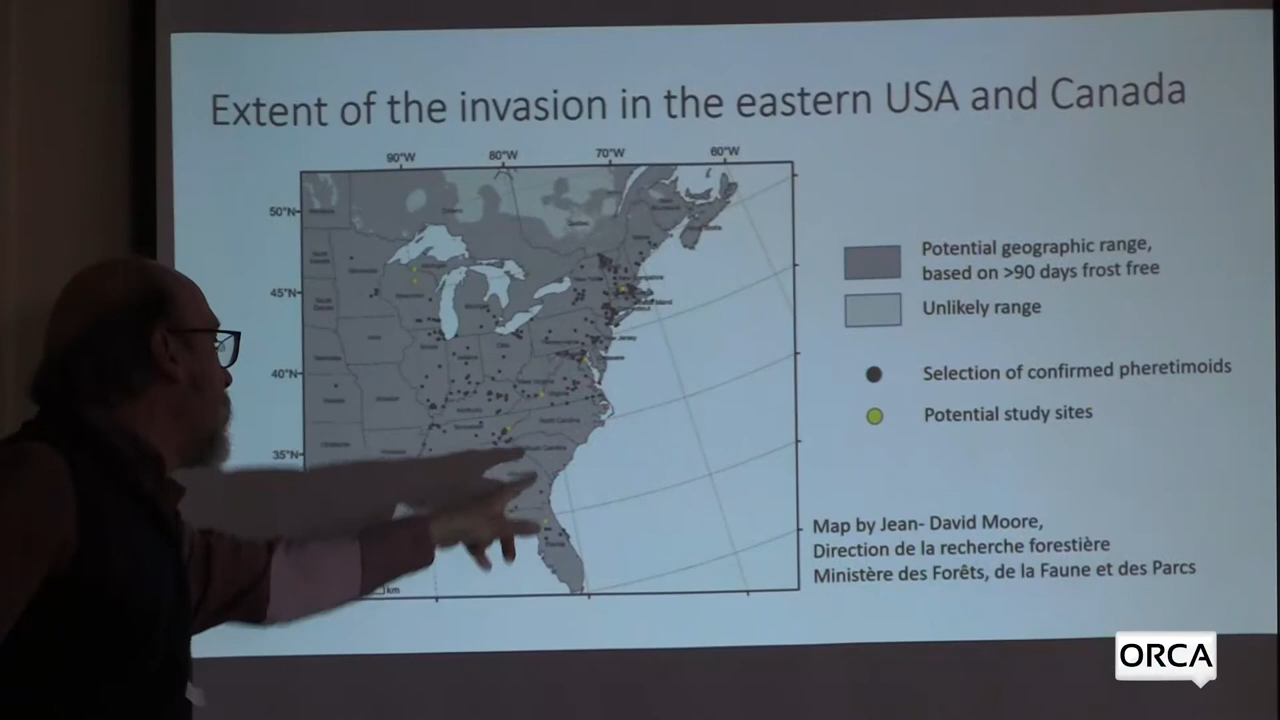 Extent of the invasion in the eastern USA and Canada
90°W
80°W
70°W
60°W
50°N
45°N
40°N
35°N
Potential geographic range,
based on >90 days frost free
Unlikely range
Selection of confirmed pheretimoids
Potential study sites
Map by Jean- David Moore,
Direction de la recherche forestière
Ministère des Forêts, de la Faune et des Parcs
km
ORCA